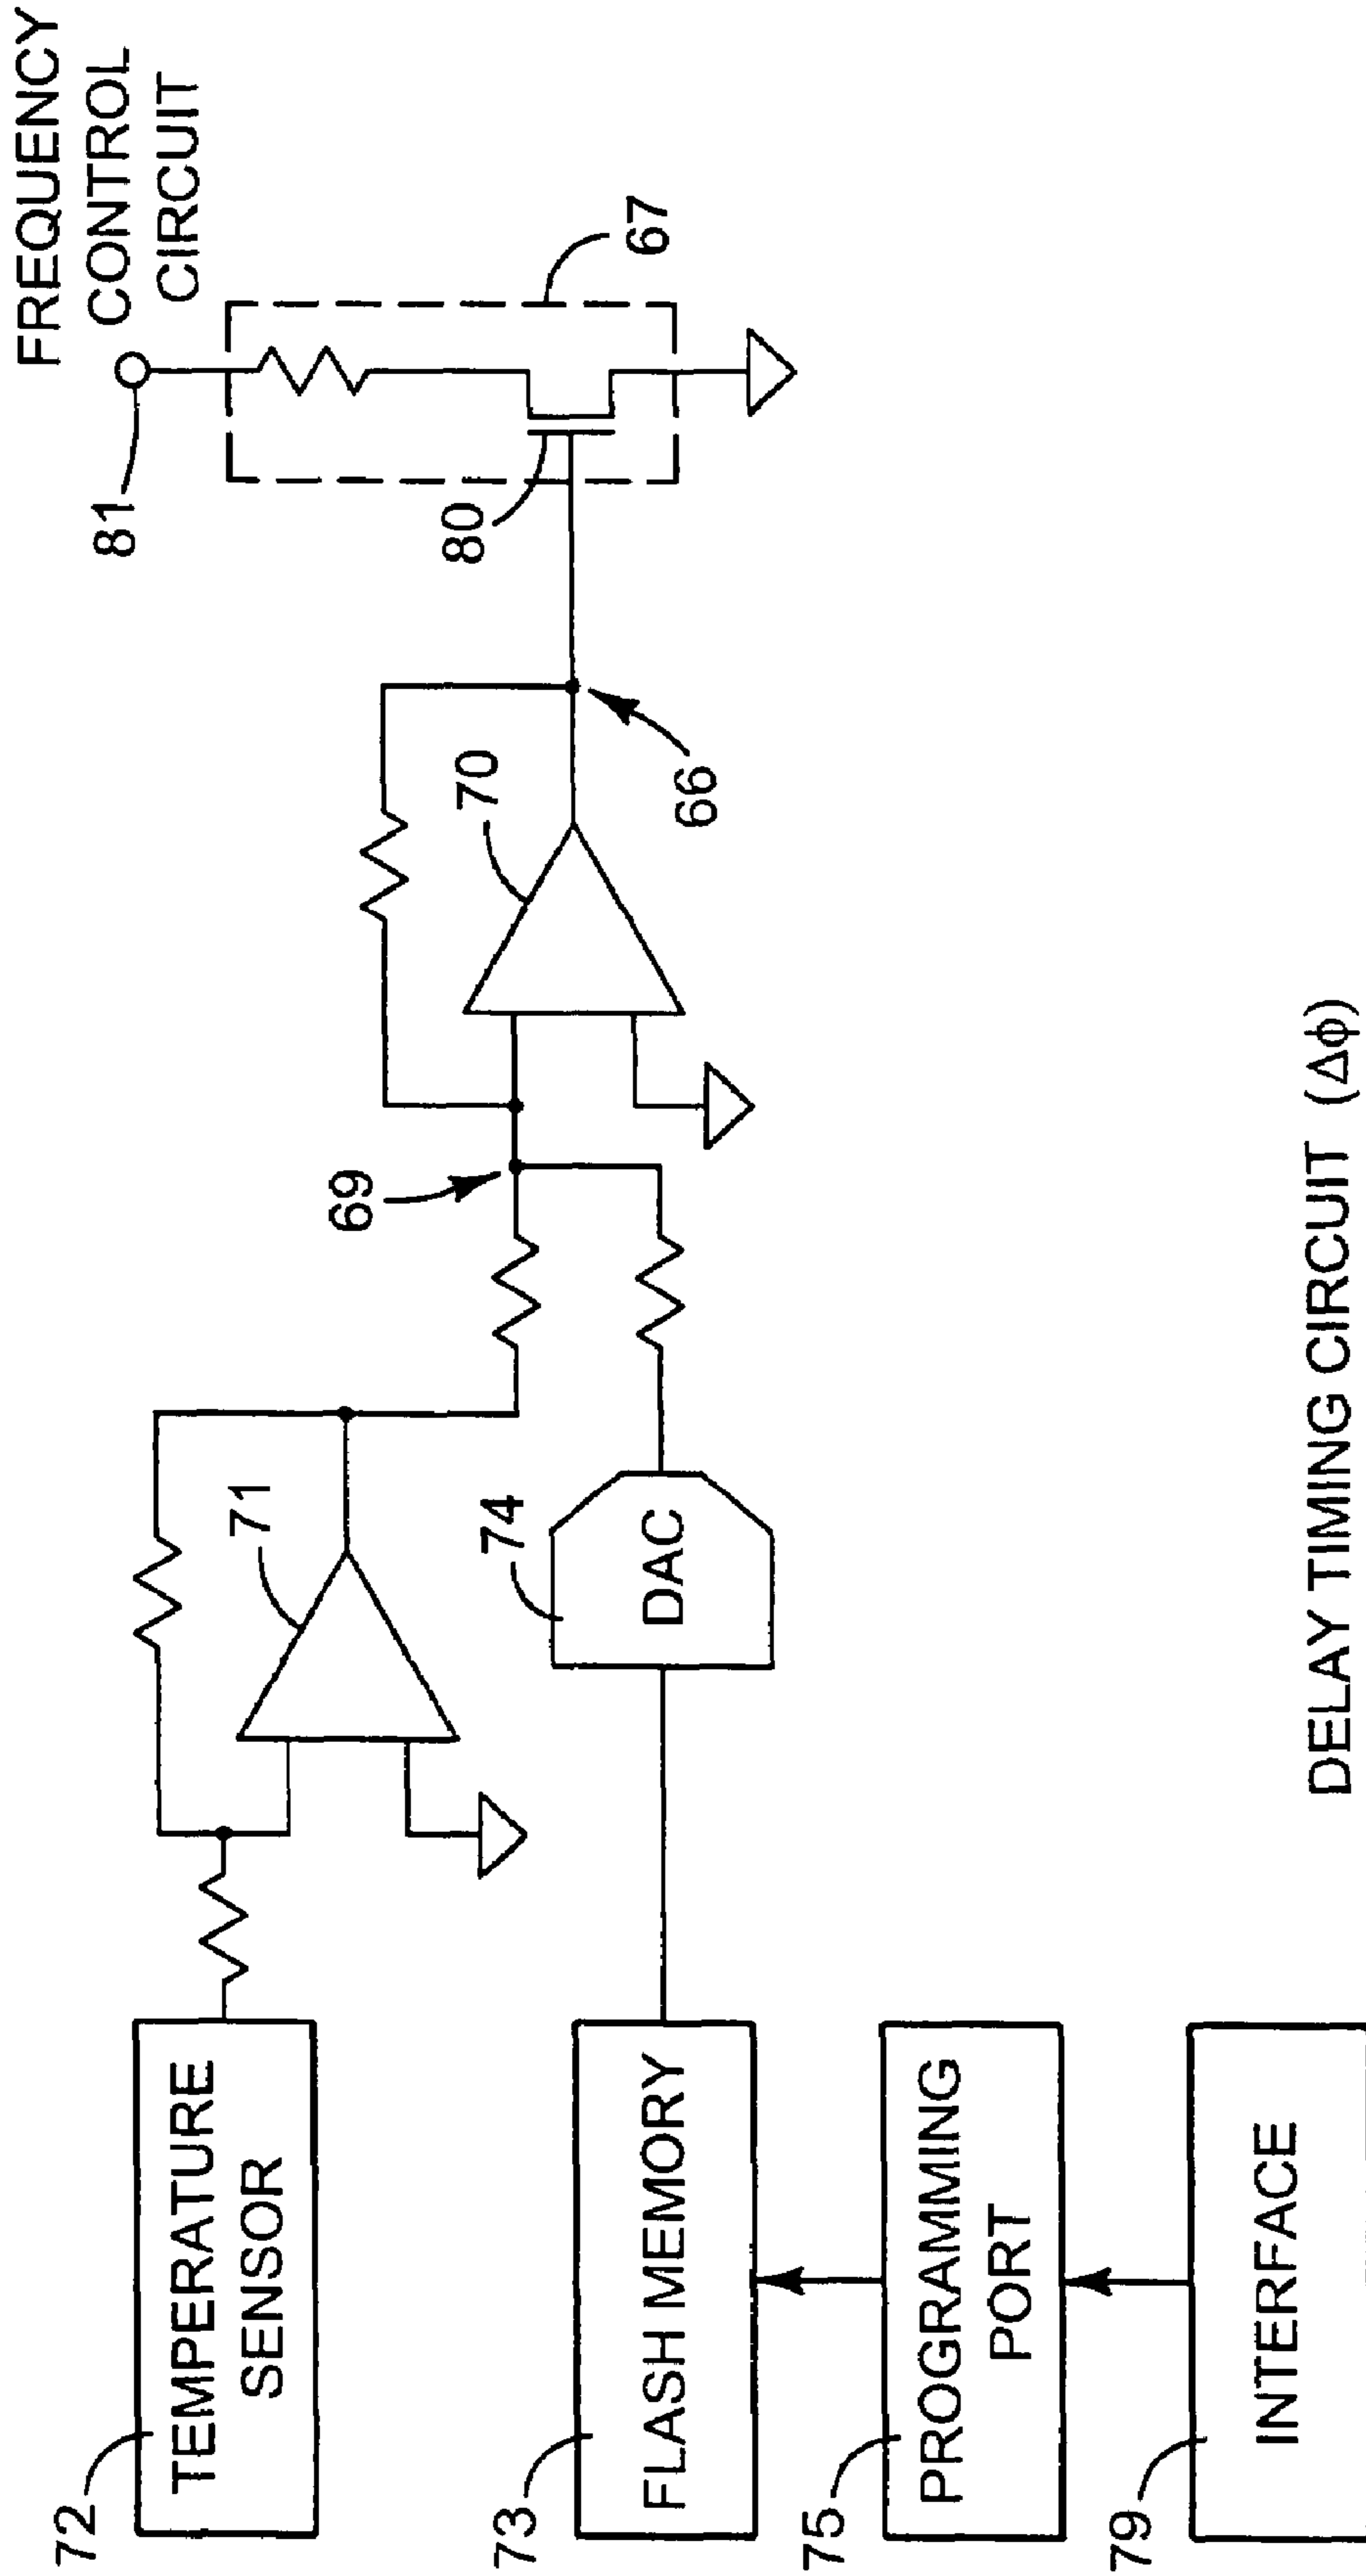 FREQUENCY
CONTROL
CIRCUIT
81
67
80
66
70
69
71
74
DAC
72
TEMPERATURE
SENSOR
73
FLASH MEMORY
75
PROGRAMMING
PORT
79
INTERFACE
DELAY TIMING CIRCUIT (Δϕ)